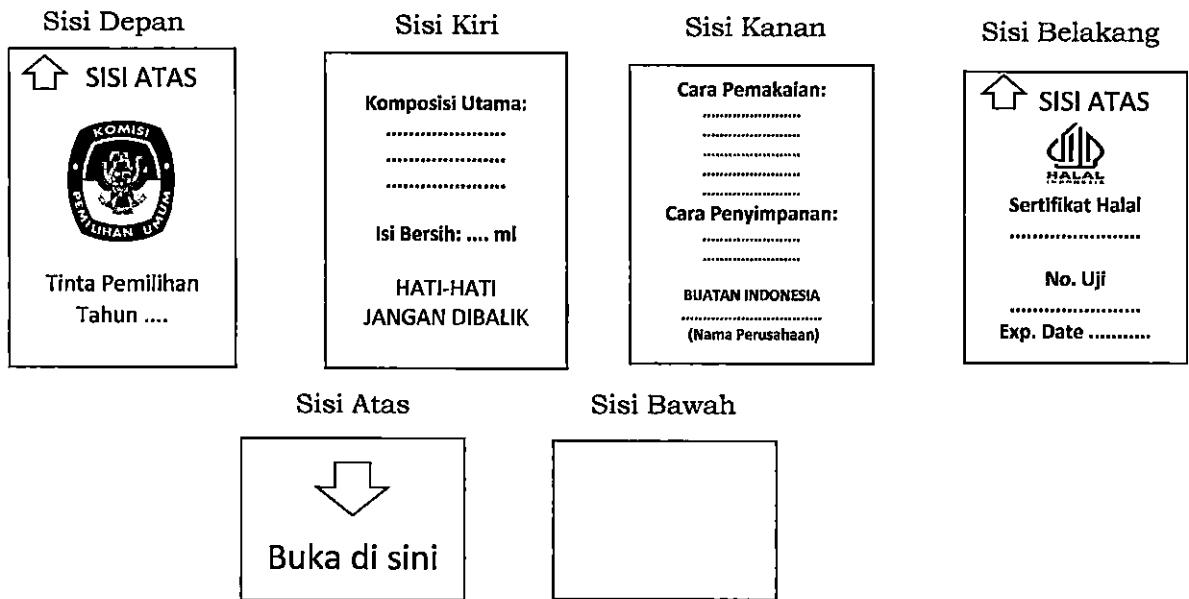 Sisi Depan
SISI ATAS
KOMISI
PEMILIHAN UMUM
Tinta Pemilihan
Tahun ....
Sisi Kiri
Komposisi Utama:
......................
......................
......................
Isi Bersih: .... ml
HATI-HATI
JANGAN DIBALIK
Sisi Kanan
Cara Pemakaian:
......................
......................
......................
......................
......................
Cara Penyimpanan:
......................
......................
BUATAN INDONESIA
............................
(Nama Perusahaan)
Sisi Belakang
SISI ATAS
HALAL
INDONESIA
Sertifikat Halal
........................
No. Uji
........................
Exp. Date ...........
Sisi Atas
Buka di sini
Sisi Bawah